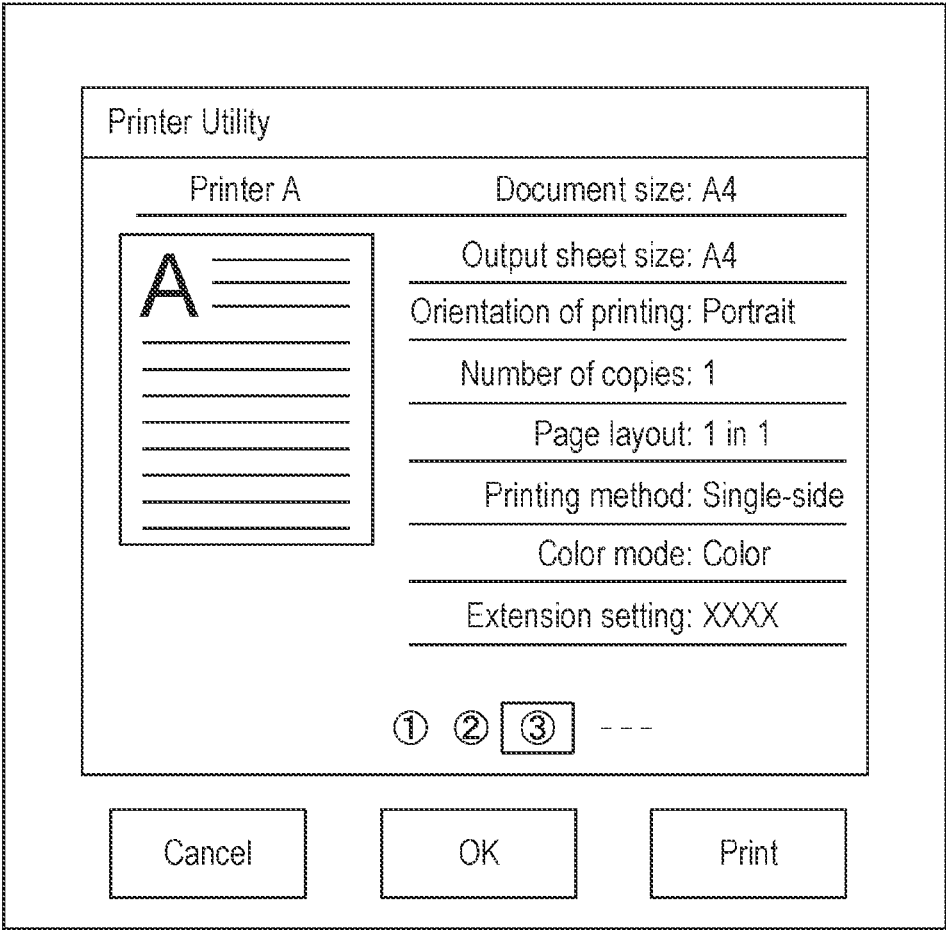 Printer Utility
Printer A
Document size: A4
A
Output sheet size: A4
Orientation of printing: Portrait
Number of copies: 1
Page layout: 1 in 1
Printing method: Single-side
Color mode: Color
Extension setting: XXXX
① ② ③ ---
Cancel OK Print